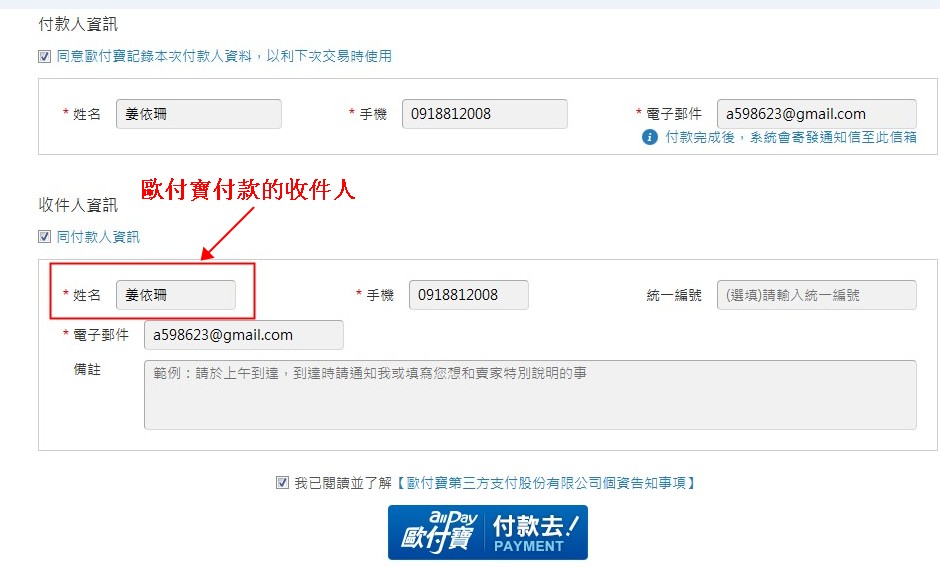 付款人資訊
同意歐付寶記錄本次付款人資料，以利下次交易時使用
* 姓名 姜依珊 * 手機 0918812008 * 電子郵件 a598623@gmail.com
付款完成後，系統會寄發通知信至此信箱
歐付寶付款的收件人
收件人資訊
同付款人資訊
* 姓名 姜依珊 * 手機 0918812008 統一編號 (選填)請輸入統一編號
* 電子郵件 a598623@gmail.com
備註 範例：請於上午到達，到達時請通知我或填寫您想和賣家特別說明的事
我已閱讀並了解【歐付寶第三方支付股份有限公司個資告知事項】
allPay 歐付寶 付款去! PAYMENT